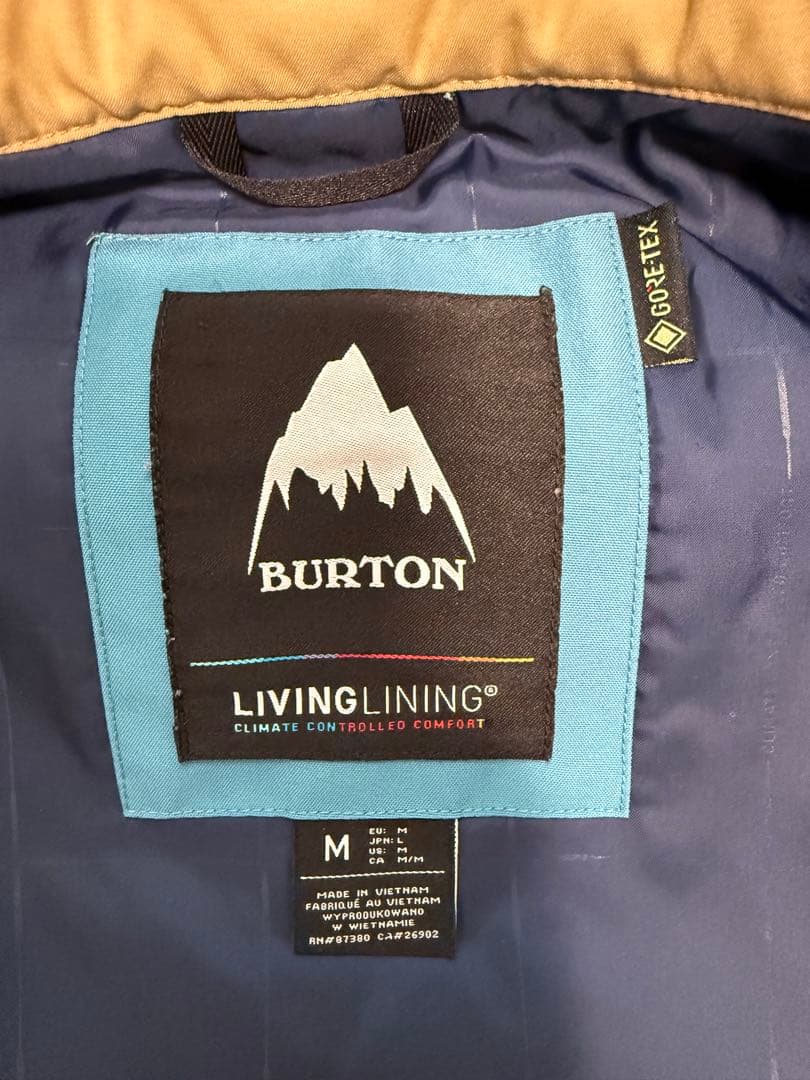 GORE-TEX
BURTON
LIVINGLINING®
CLIMATE CONTROLLED COMFORT
M
EU: M
JPN: L
US: M
CA M/M
MADE IN VIETNAM
FABRIQUÉ AU VIETNAM
WYPRODUKOWANO
W WIETNAMIE
RN#87380 CA#26902
CLIMATE